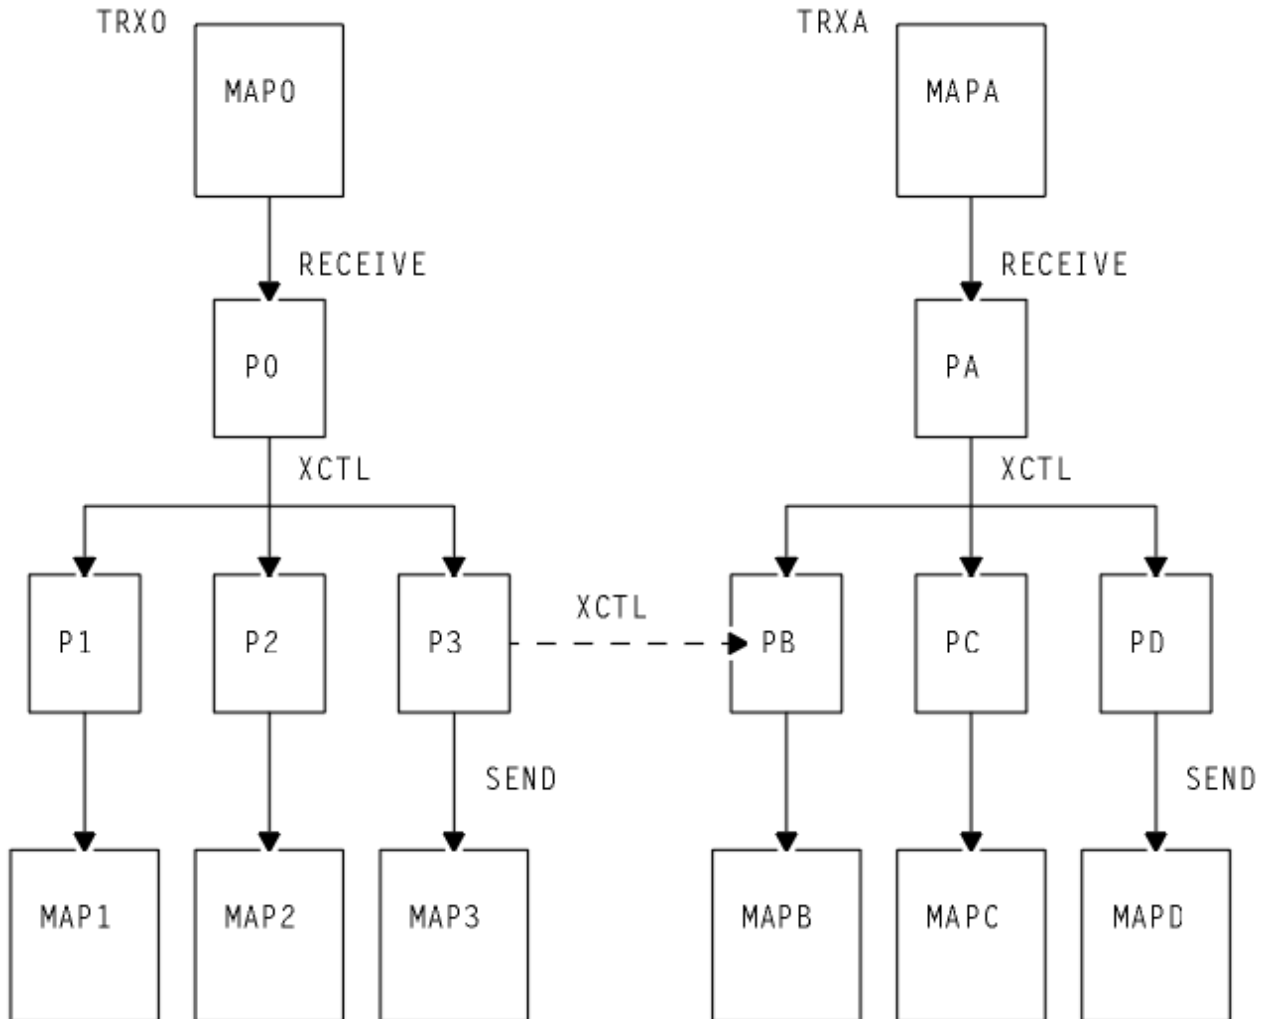 TRX0 TRXA
MAP0 MAPA
RECEIVE RECEIVE
P0 PA
XCTL XCTL
XCTL
P1 P2 P3 PB PC PD
SEND SEND
MAP1 MAP2 MAP3 MAPB MAPC MAPD